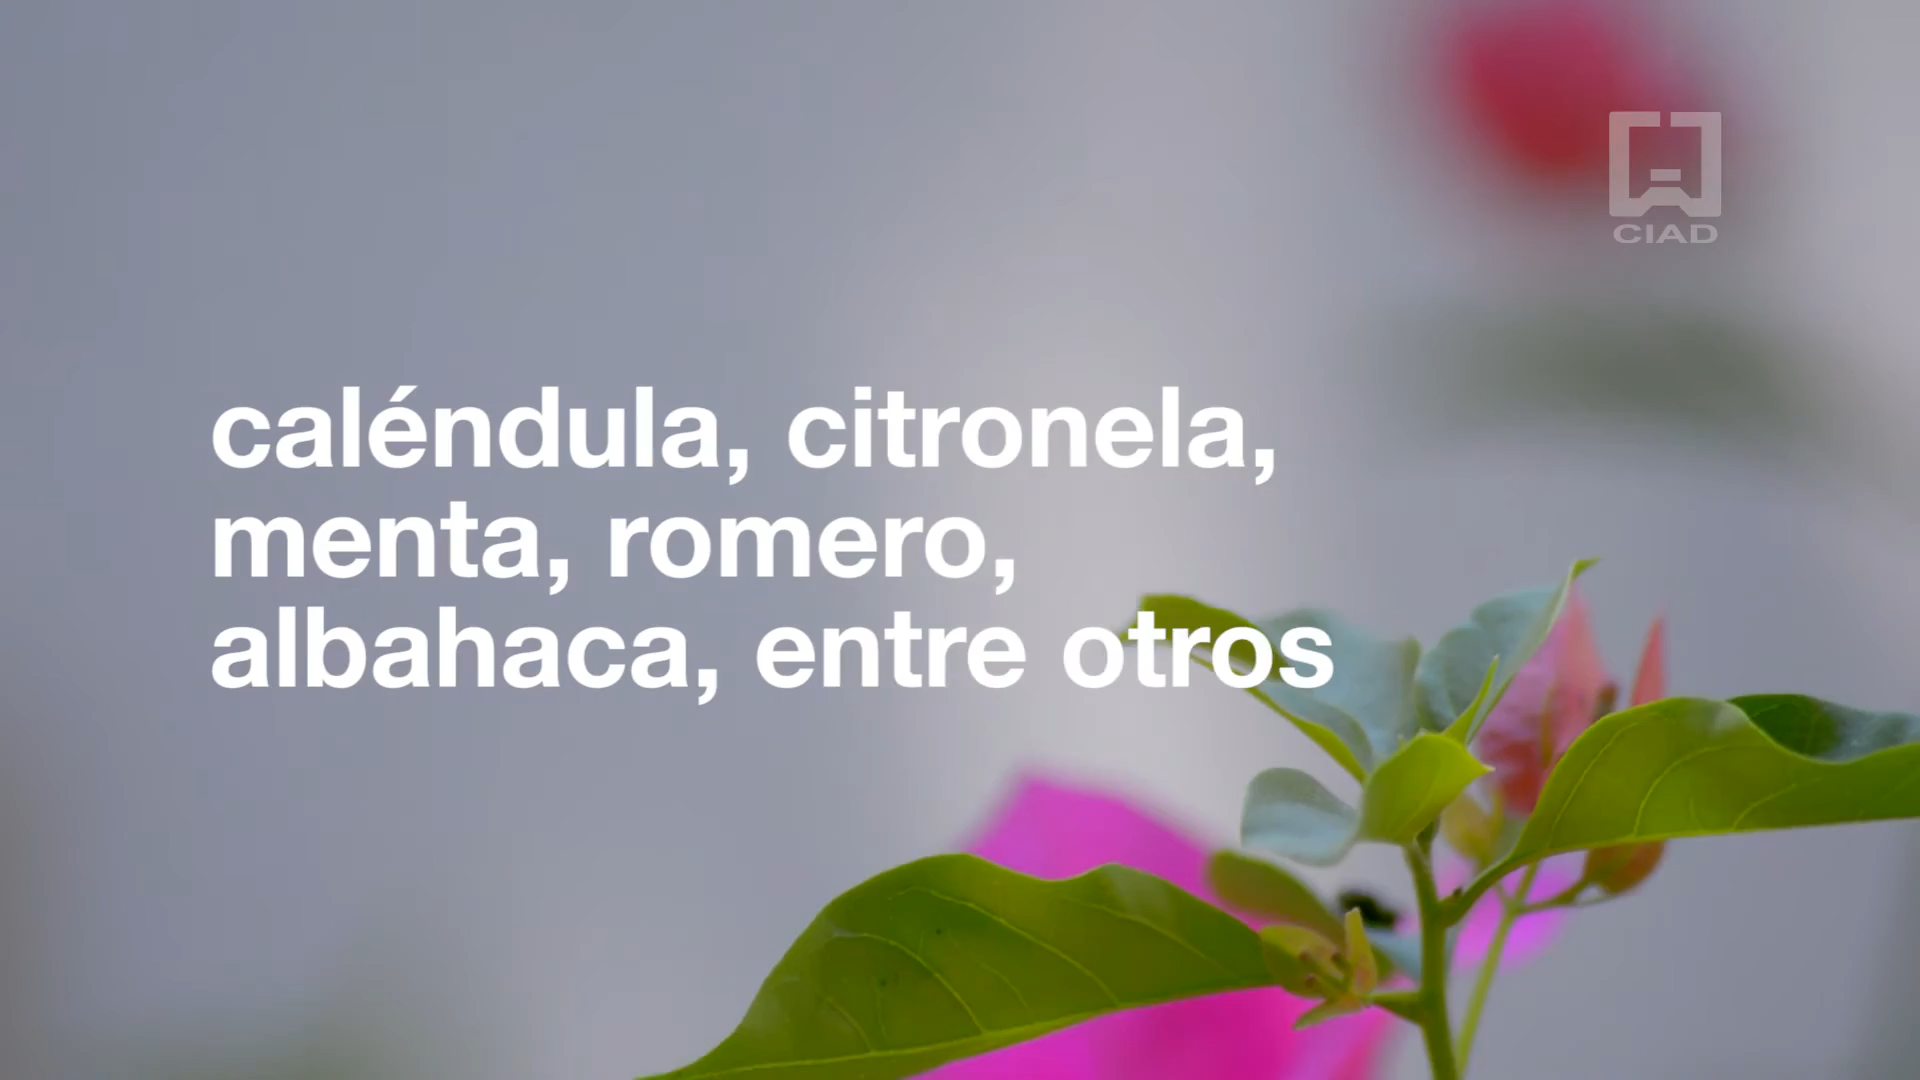 CIAD
caléndula, citronela,
menta, romero,
albahaca, entre otros